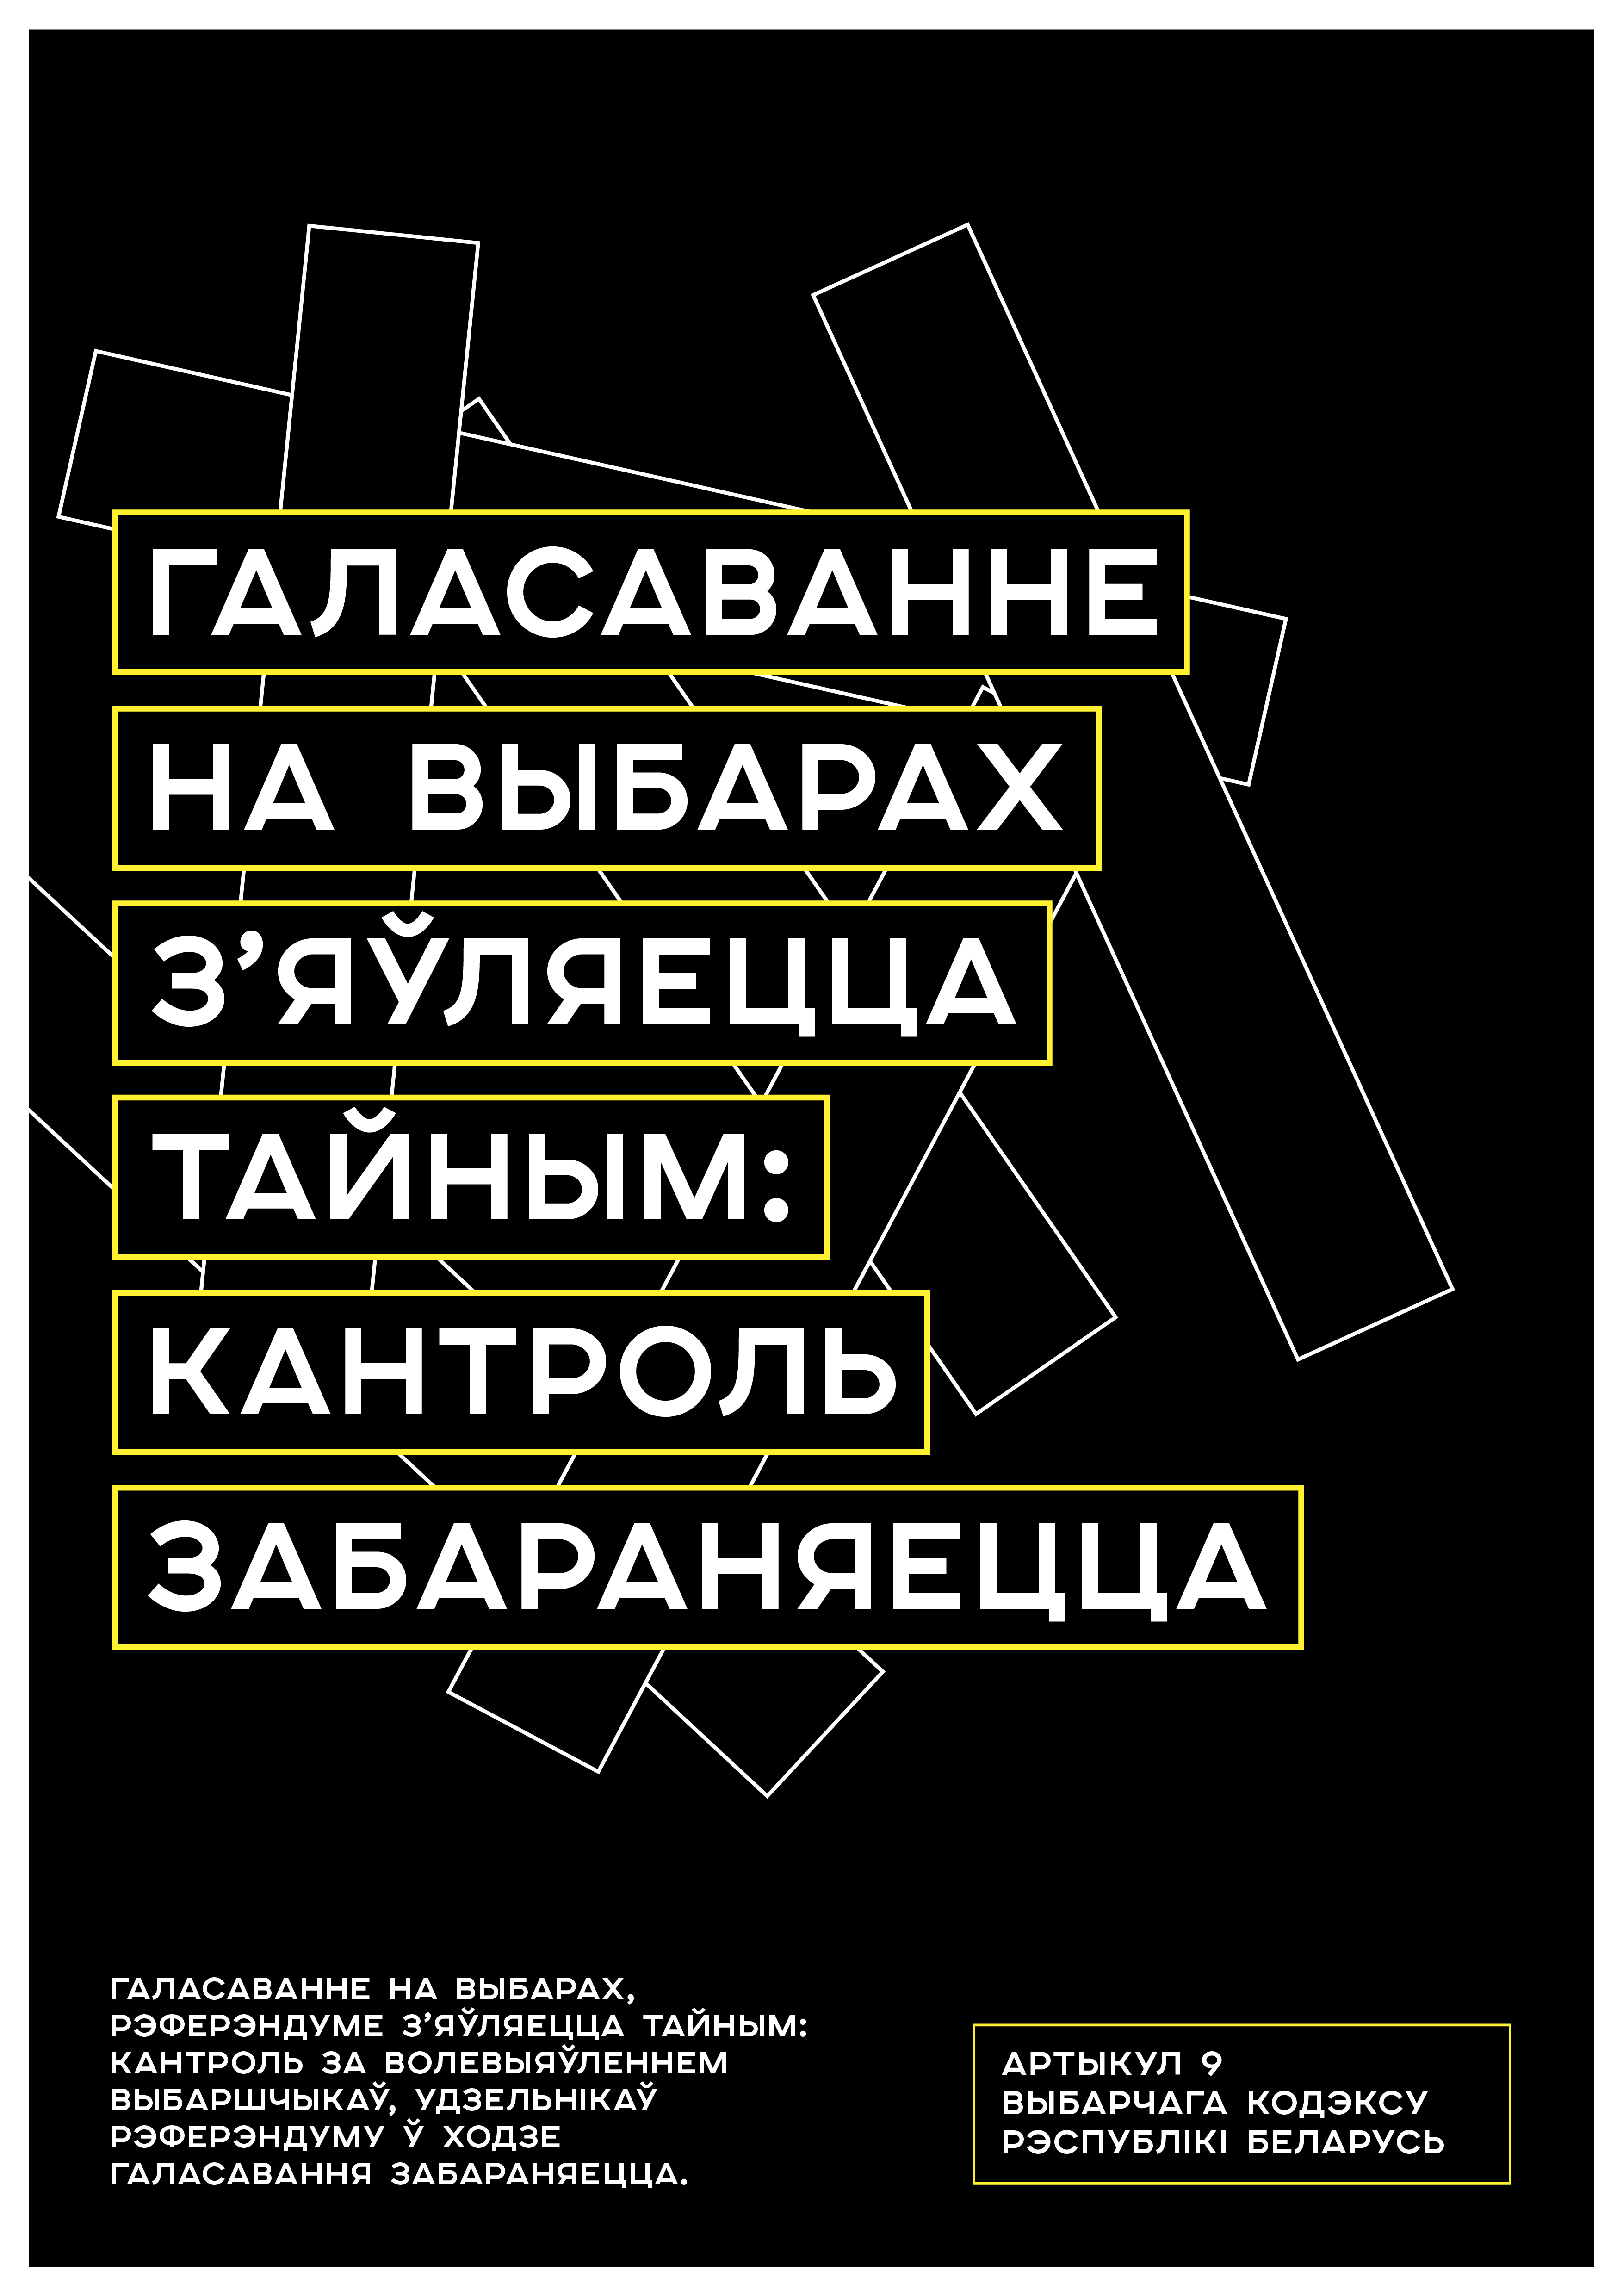 ГАЛАСАВАННЕ
НА ВЫБАРАХ
З’ЯЎЛЯЕЦЦА
ТАЙНЫМ:
КАНТРОЛЬ
ЗАБАРАНЯЕЦЦА
ГАЛАСАВАННЕ НА ВЫБАРАХ,
РЭФЕРЭНДУМЕ З’ЯЎЛЯЕЦЦА ТАЙНЫМ:
КАНТРОЛЬ ЗА ВОЛЕВЫЯЎЛЕННЕМ
ВЫБАРШЧЫКАЎ, УДЗЕЛЬНІКАЎ
РЭФЕРЭНДУМУ Ў ХОДЗЕ
ГАЛАСАВАННЯ ЗАБАРАНЯЕЦЦА.
АРТЫКУЛ 9
ВЫБАРЧАГА КОДЭКСУ
РЭСПУБЛІКІ БЕЛАРУСЬ